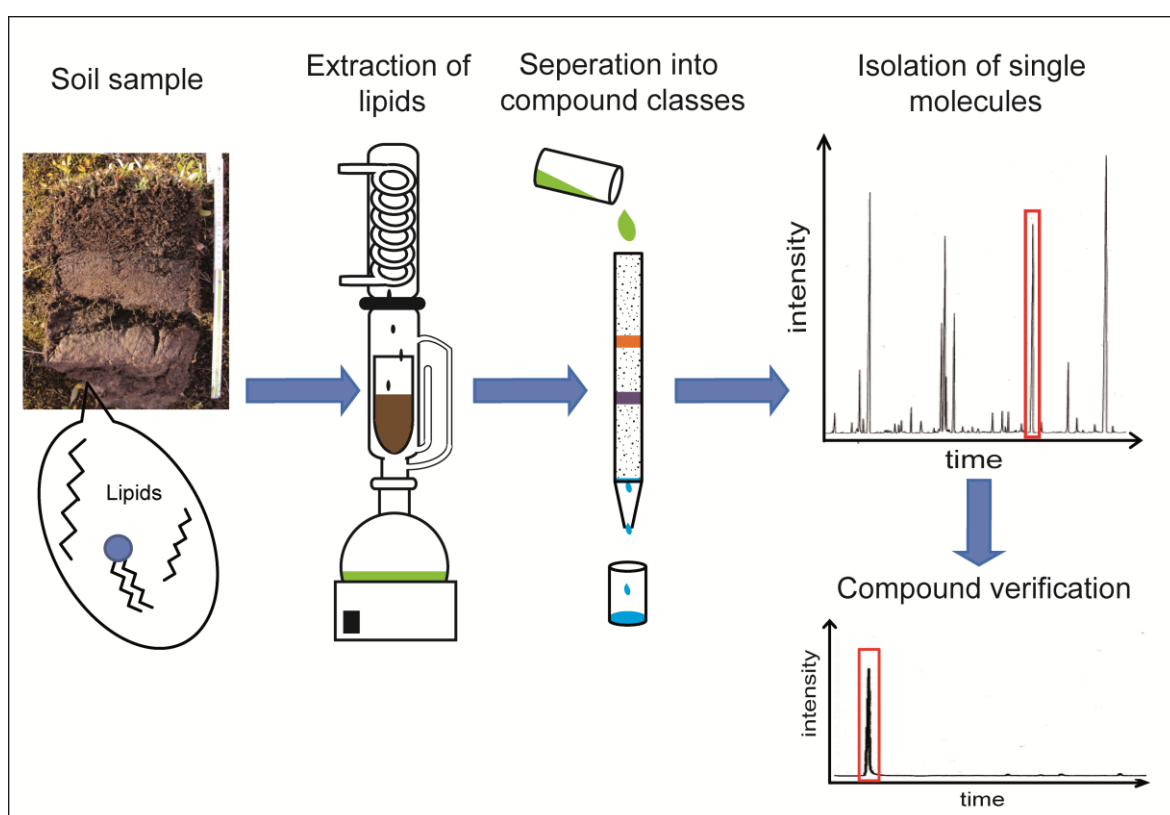 Soil sample
Extraction of
lipids
Seperation into
compound classes
Isolation of single
molecules
intensity
time
Lipids
Compound verification
intensity
time